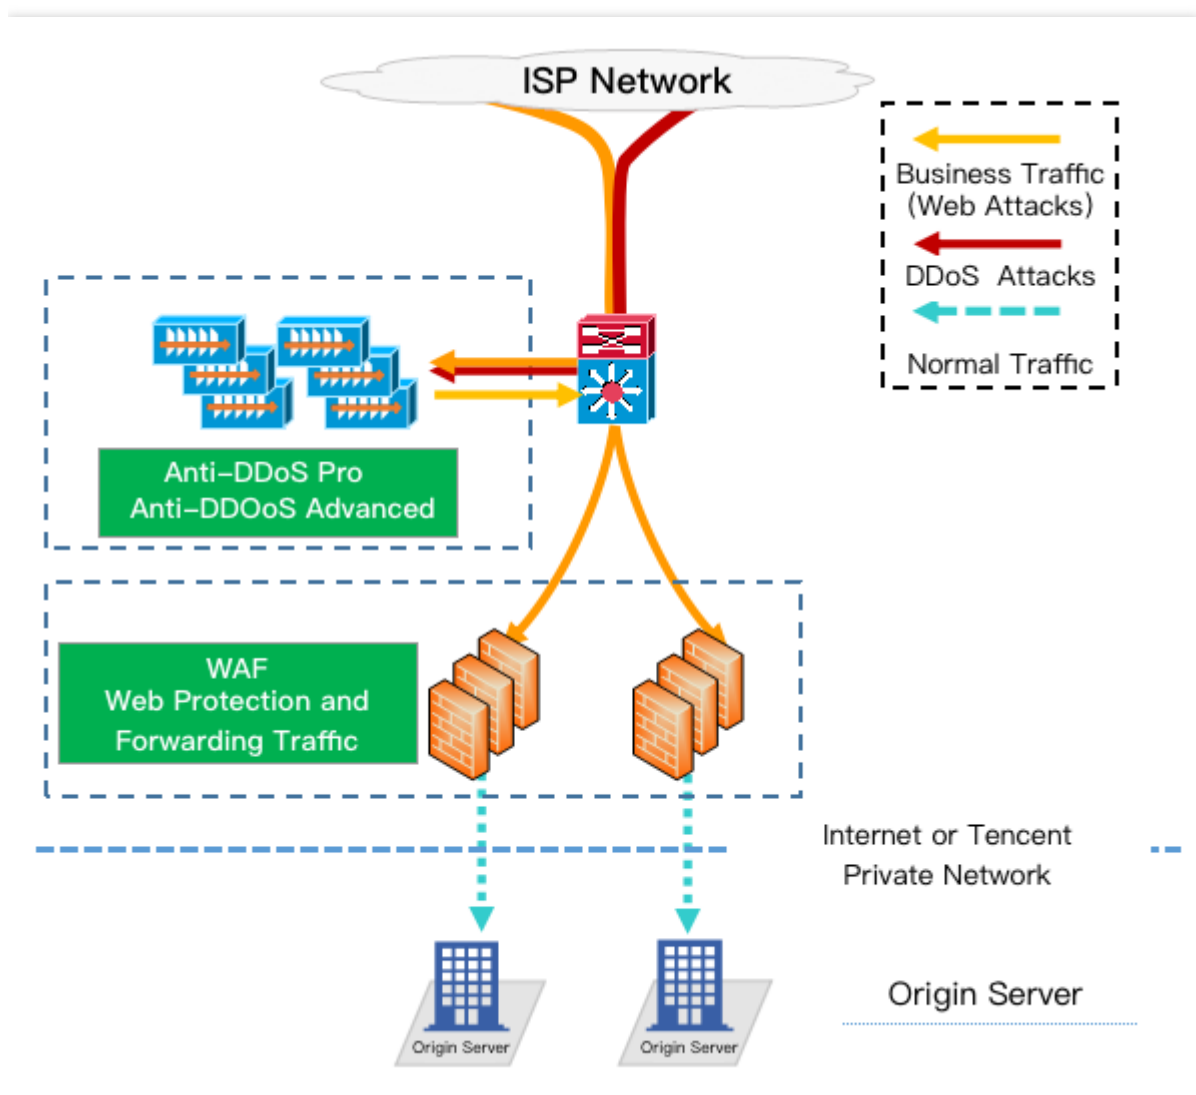 ISP Network
Business Traffic
(Web Attacks)
DDoS Attacks
Normal Traffic
Anti-DDoS Pro
Anti-DDOoS Advanced
WAF
Web Protection and
Forwarding Traffic
Internet or Tencent
Private Network
Origin Server
Origin Server
Origin Server